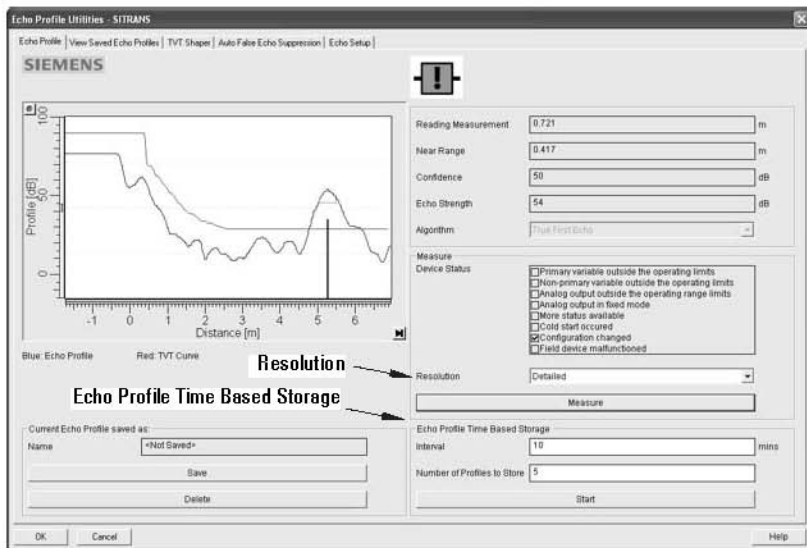 Echo Profile Utilities - SITRANS
Echo Profile | View Saved Echo Profiles | TVT Shaper | Auto False Echo Suppression | Echo Setup
SIEMENS
Profile [dB]
100
50
0
-1 0 1 2 3 4 5 6
Distance [m]
Blue: Echo Profile Red: TVT Curve
Reading Measurement 0.721 m
Near Range 0.417 m
Confidence 50 dB
Echo Strength 54 dB
Algorithm True First Echo
Measure
Device Status
Primary variable outside the operating limits
Non-primary variable outside the operating limits
Analog output outside the operating range limits
Analog output in fixed mode
More status available
Cold start occured
Configuration changed
Field device malfunctioned
Resolution
Resolution Detailed
Measure
Echo Profile Time Based Storage
Current Echo Profile saved as:
Name <Not Saved>
Save
Delete
Echo Profile Time Based Storage
Interval 10 mins
Number of Profiles to Store 5
Start
OK Cancel Help